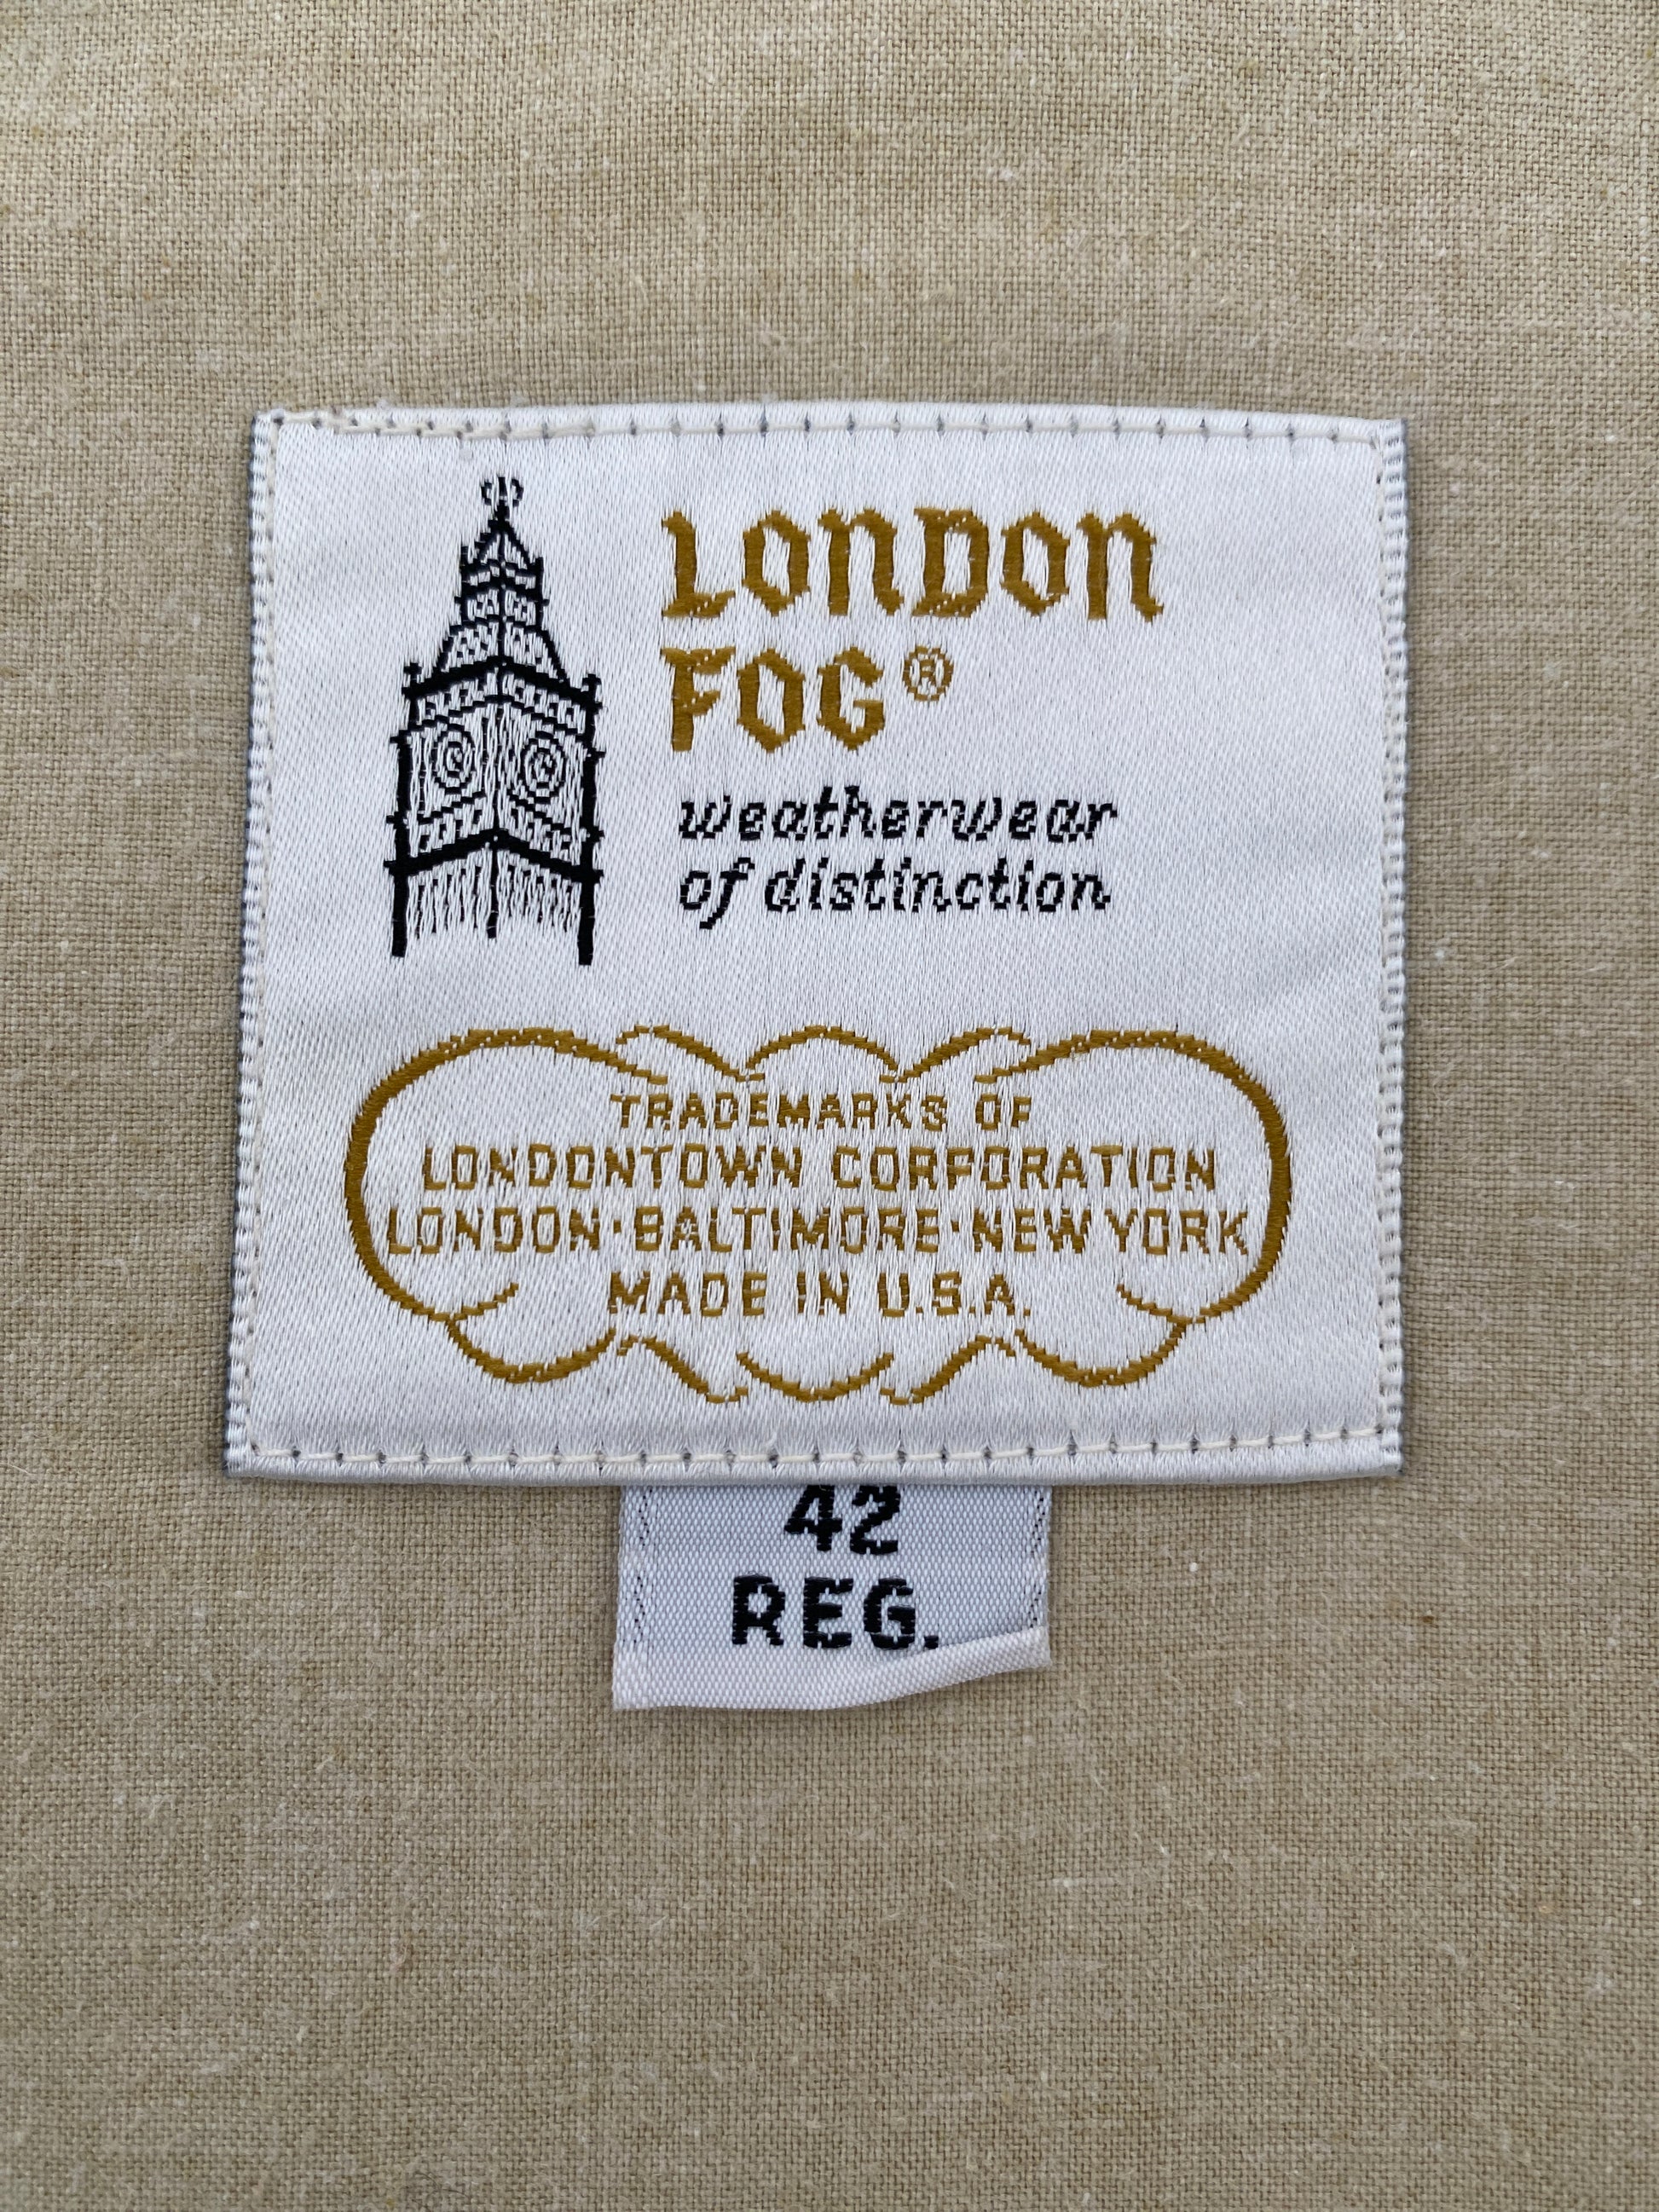 LONDON
FOG®
weatherwear
of distinction
TRADEMARKS OF
LONDONTOWN CORPORATION
LONDON·BALTIMORE·NEW YORK
MADE IN U.S.A.
42
REG.